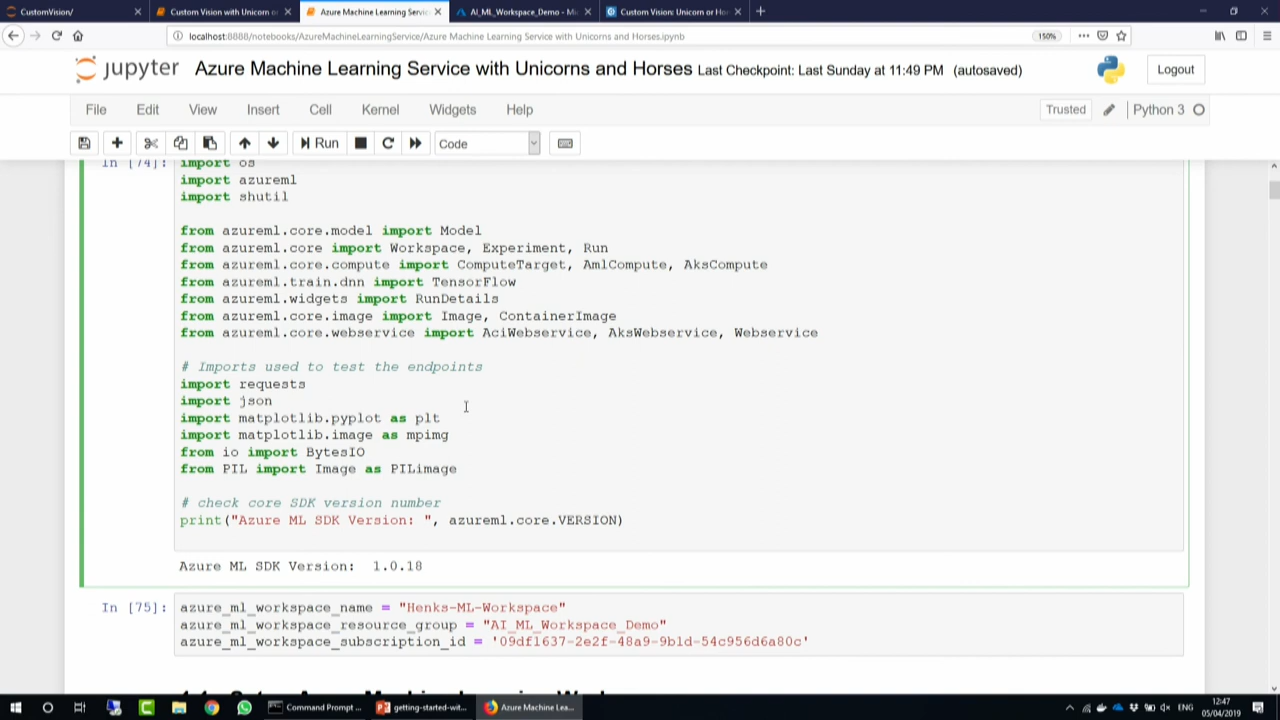 CustomVision/
Custom Vision with Unicorn or
Azure Machine Learning Servic
AI_ML_Workspace_Demo - Mi
Custom Vision: Unicorn or Ho
localhost:8888/notebooks/AzureMachineLearningService/Azure Machine Learning Service with Unicorns and Horses.ipynb
150%
jupyter
Azure Machine Learning Service with Unicorns and Horses Last Checkpoint: Last Sunday at 11:49 PM (autosaved)
Logout
File Edit View Insert Cell Kernel Widgets Help
Trusted
Python 3
Run
Code
In [74]: import os
import azureml
import shutil
from azureml.core.model import Model
from azureml.core import Workspace, Experiment, Run
from azureml.core.compute import ComputeTarget, AmlCompute, AksCompute
from azureml.train.dnn import TensorFlow
from azureml.widgets import RunDetails
from azureml.core.image import Image, ContainerImage
from azureml.core.webservice import AciWebservice, AksWebservice, Webservice
# Imports used to test the endpoints
import requests
import json
import matplotlib.pyplot as plt
import matplotlib.image as mpimg
from io import BytesIO
from PIL import Image as PILimage
# check core SDK version number
print("Azure ML SDK Version: ", azureml.core.VERSION)
Azure ML SDK Version:  1.0.18
In [75]: azure_ml_workspace_name = "Henks-ML-Workspace"
azure_ml_workspace_resource_group = "AI_ML_Workspace_Demo"
azure_ml_workspace_subscription_id = '09df1637-2e2f-48a9-9b1d-54c956d6a80c'
Command Prompt ...
getting-started-wit...
Azure Machine Lea...
ENG
12:47
05/04/2019